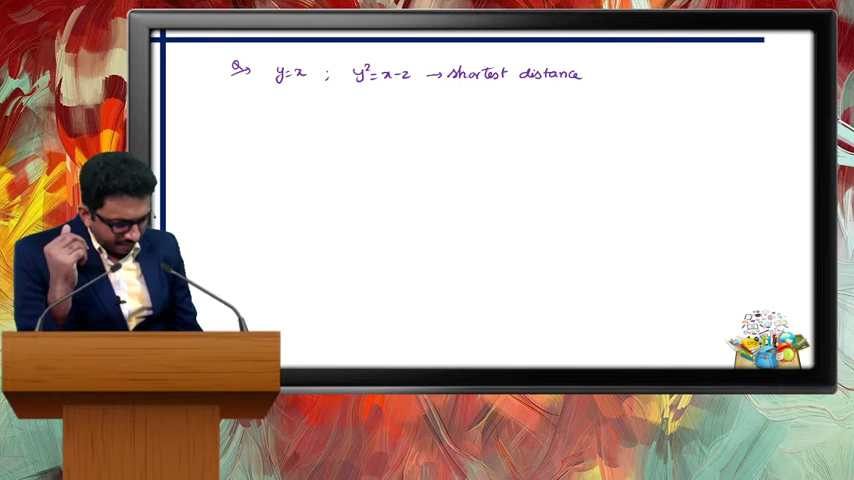 Q⇒ y=x ; y²=x-2 → shortest distance